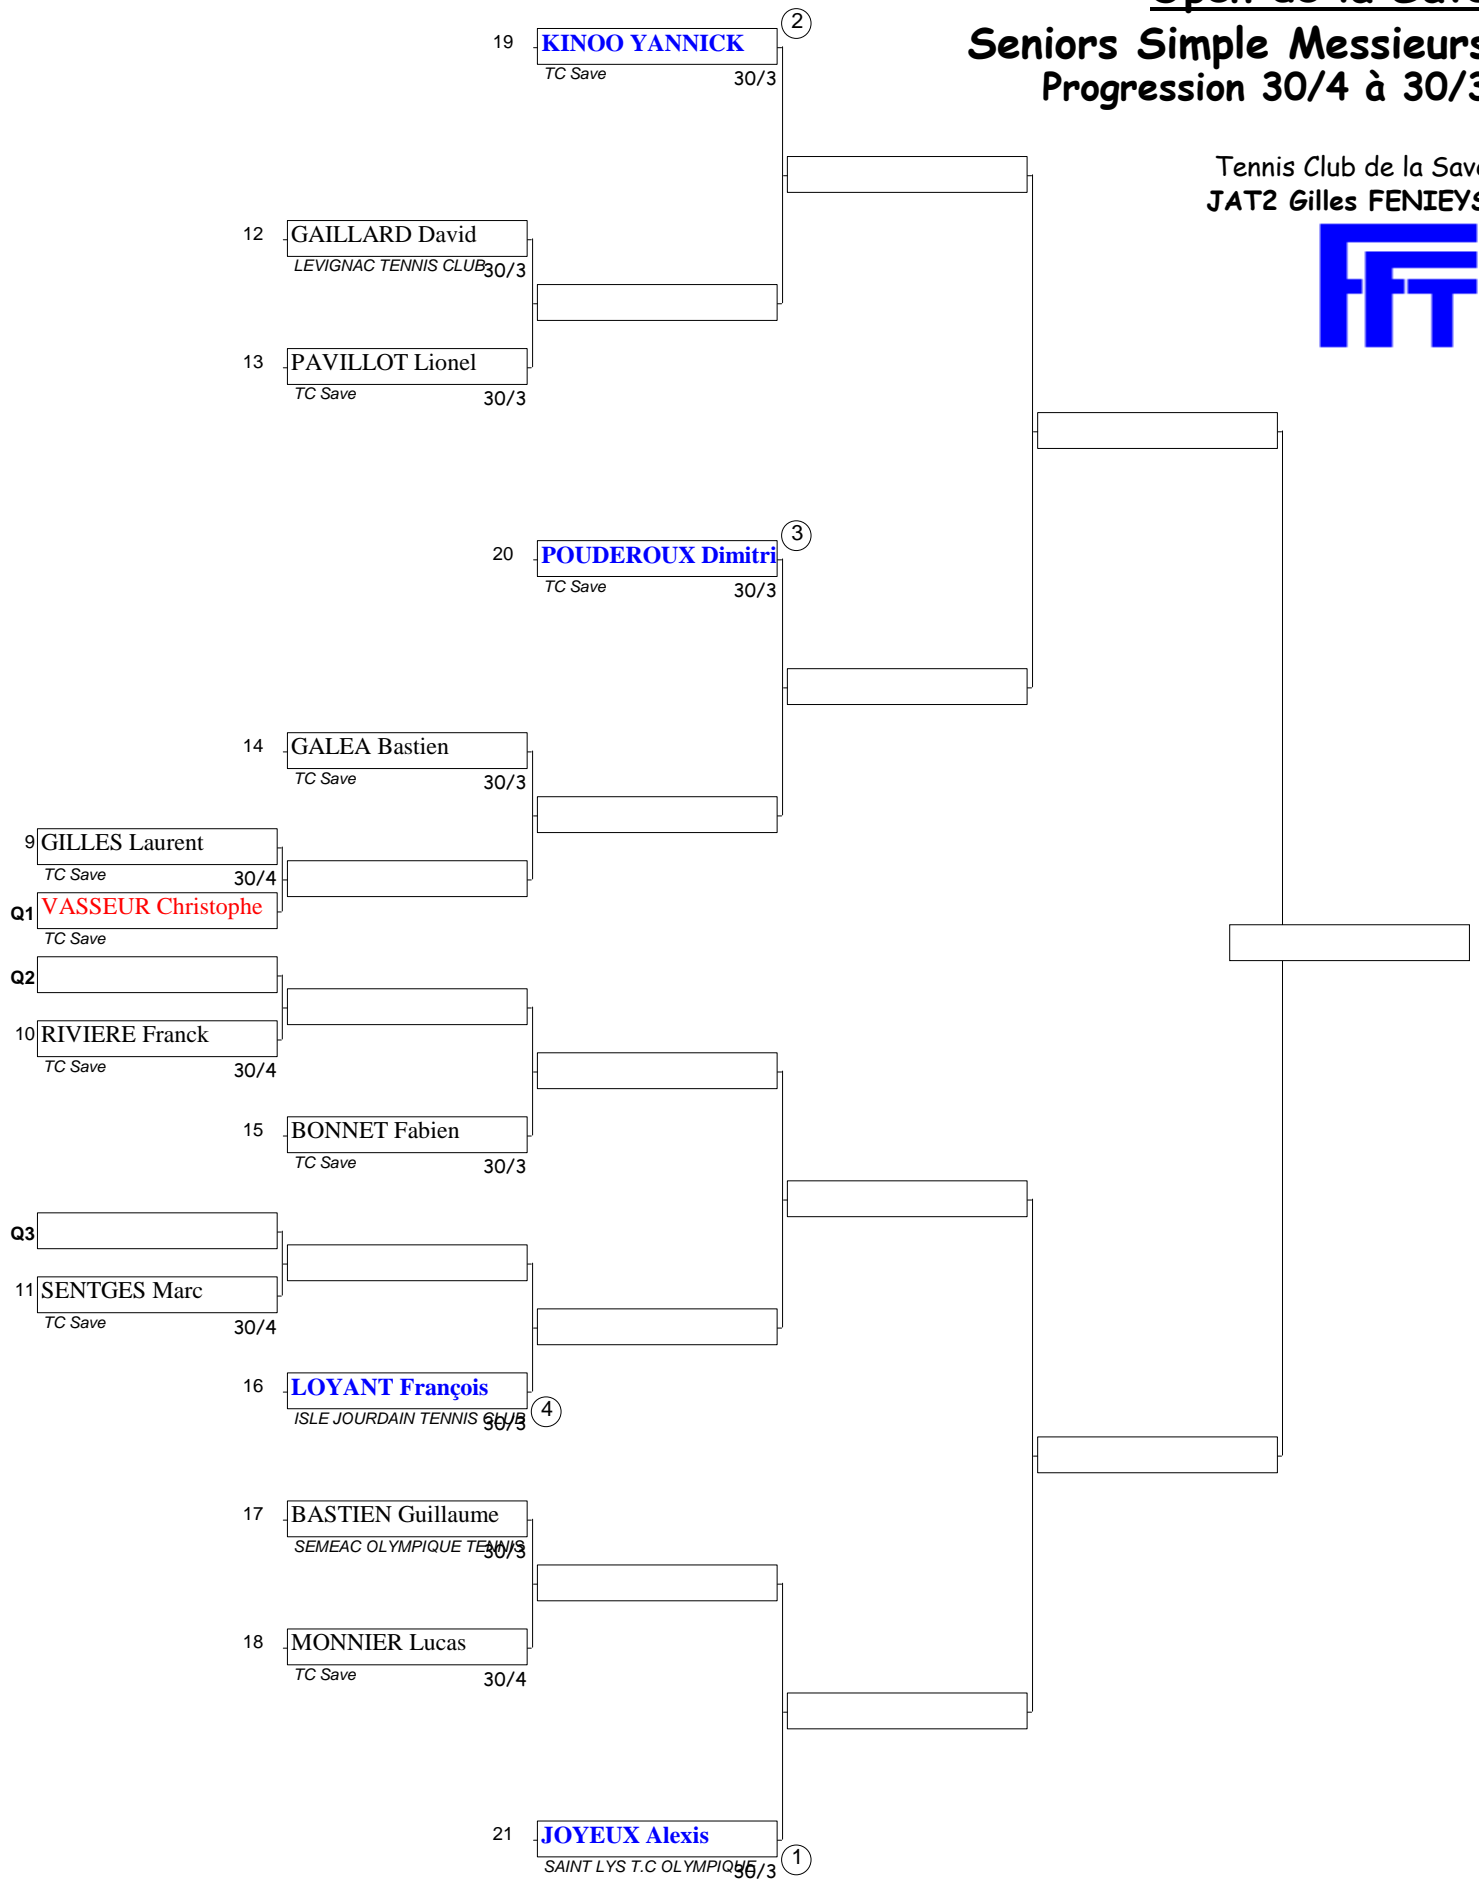 Open de la Save
Seniors Simple Messieurs
Progression 30/4 à 30/3
Tennis Club de la Save
JAT2 Gilles FENIEYS
FFT
2
19 KINOO YANNICK
TC Save 30/3
12 GAILLARD David
LEVIGNAC TENNIS CLUB 30/3
13 PAVILLOT Lionel
TC Save 30/3
3
20 POUDEROUX Dimitri
TC Save 30/3
14 GALEA Bastien
TC Save 30/3
9 GILLES Laurent
TC Save 30/4
Q1 VASSEUR Christophe
TC Save
Q2
10 RIVIERE Franck
TC Save 30/4
15 BONNET Fabien
TC Save 30/3
Q3
11 SENTGES Marc
TC Save 30/4
16 LOYANT François
ISLE JOURDAIN TENNIS CLUB 30/3 4
17 BASTIEN Guillaume
SEMEAC OLYMPIQUE TENNIS 30/3
18 MONNIER Lucas
TC Save 30/4
21 JOYEUX Alexis
SAINT LYS T.C OLYMPIQUE 30/3 1